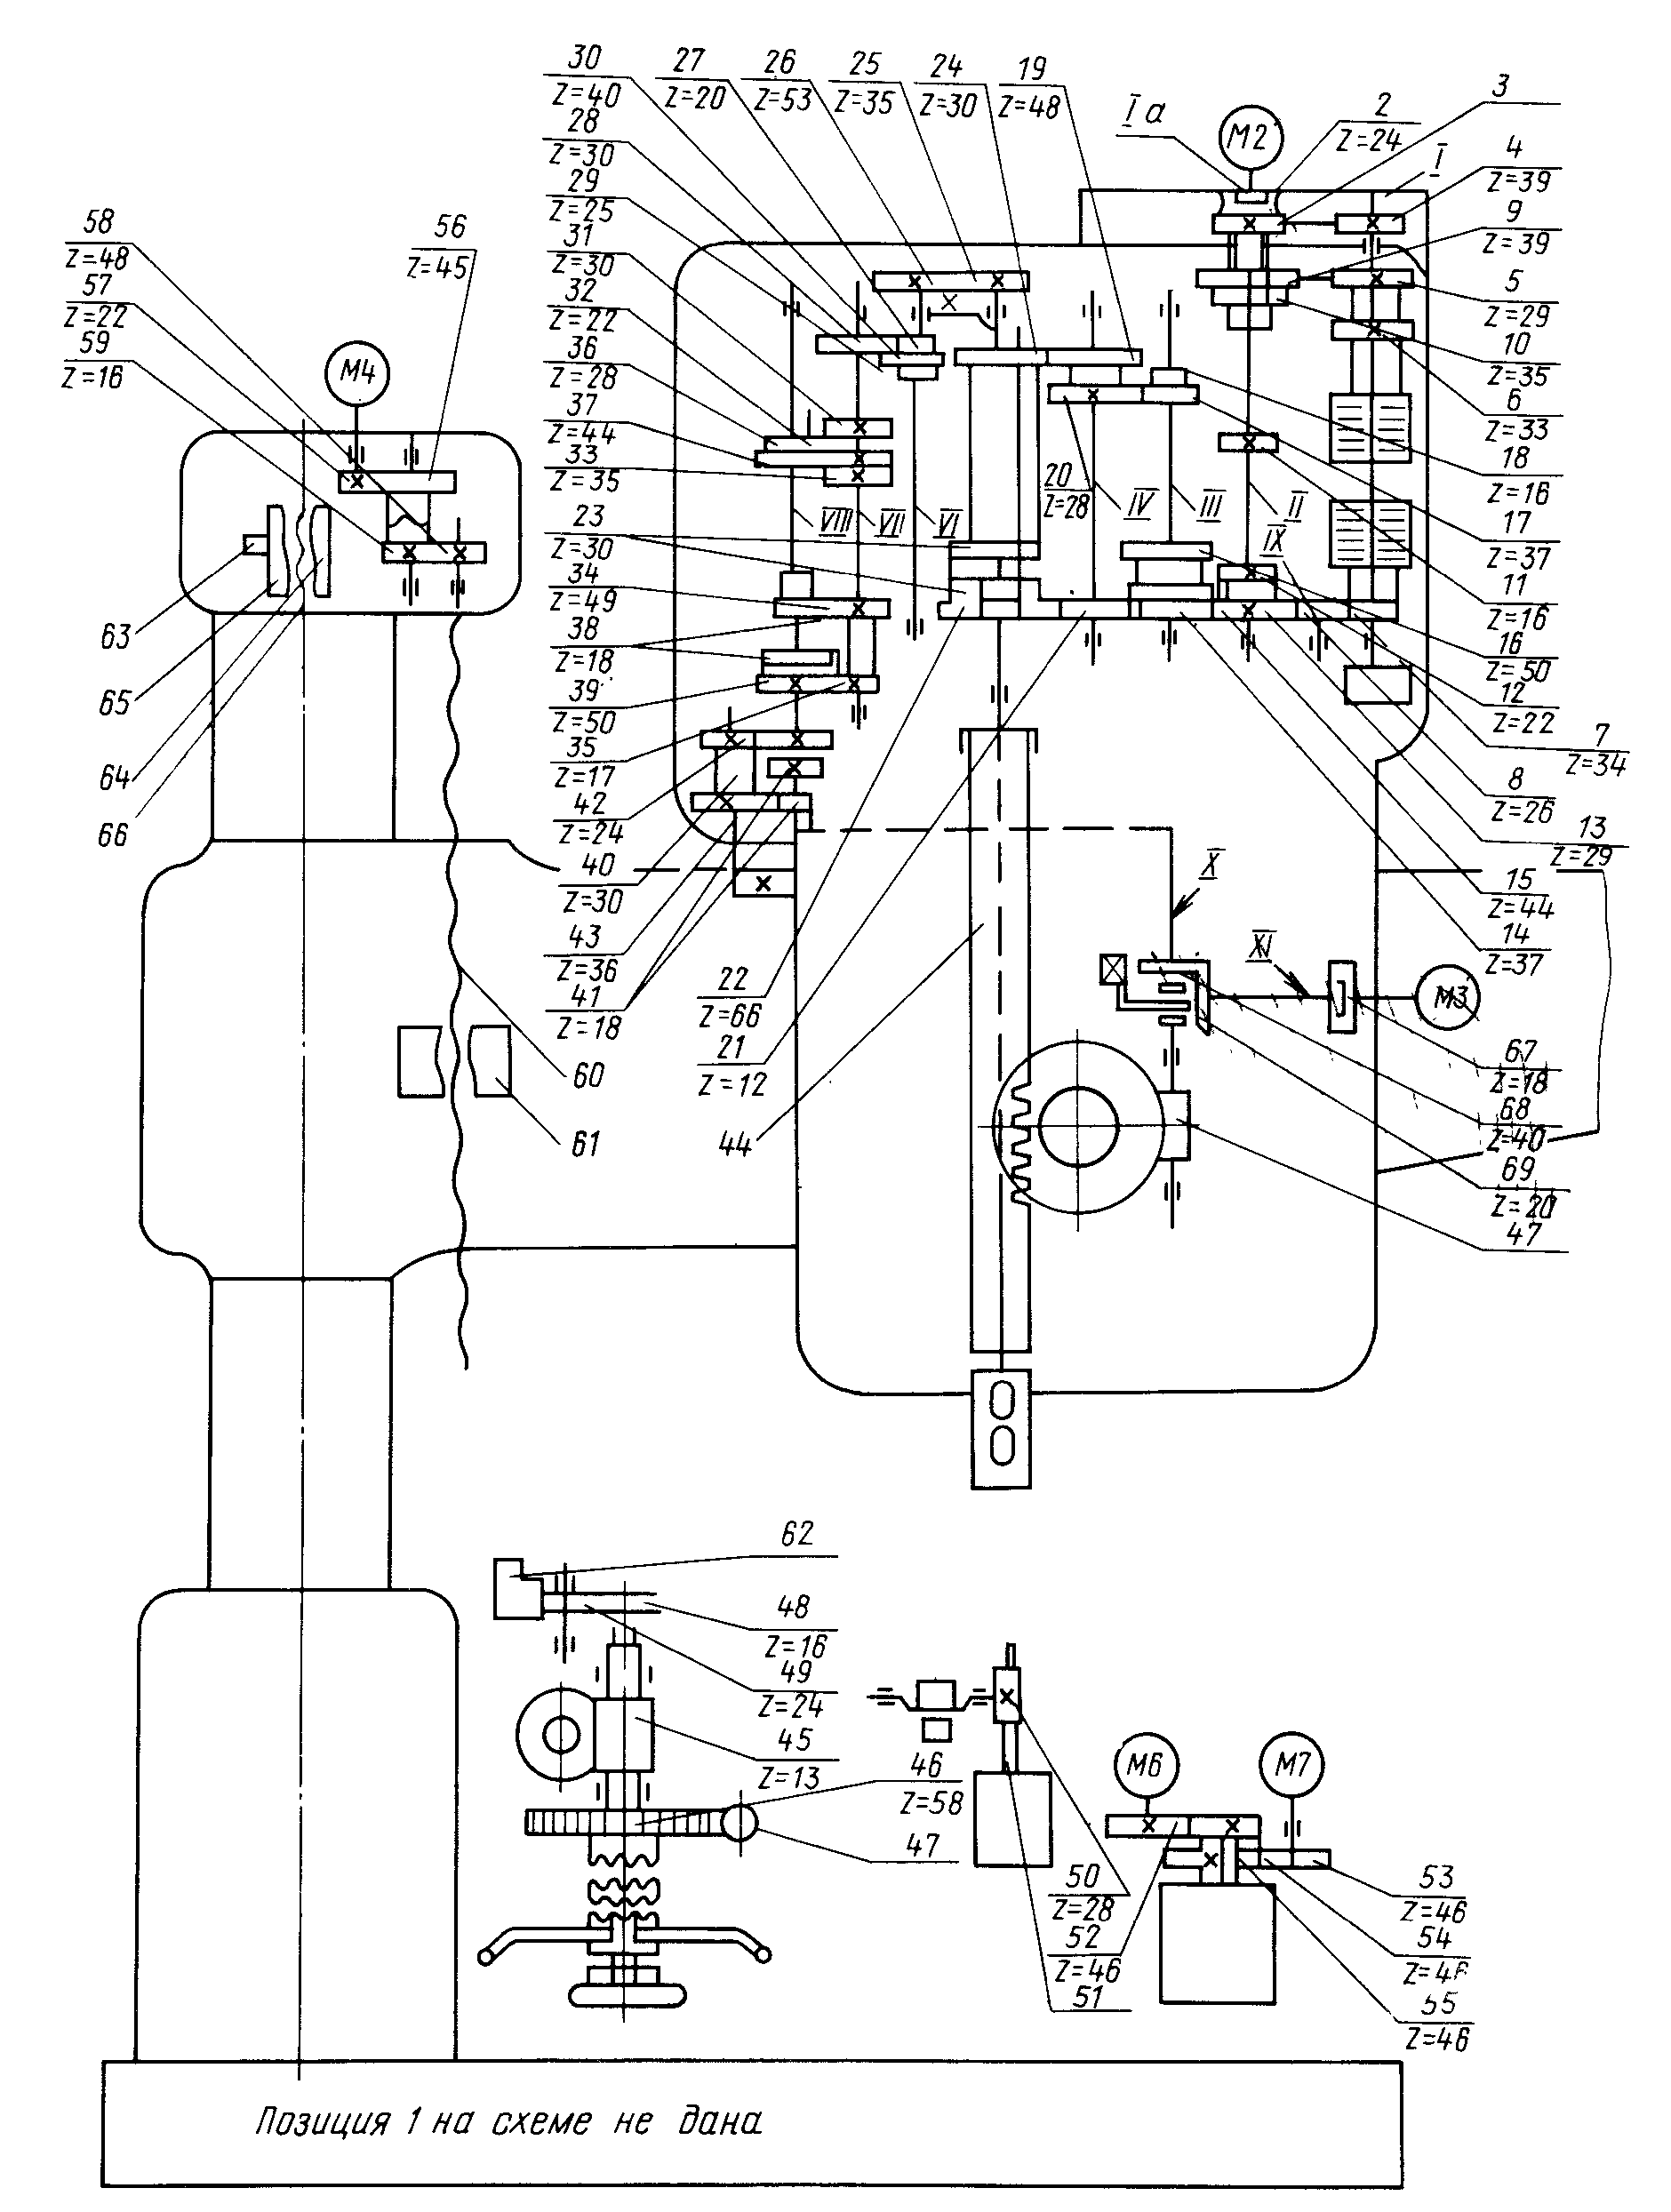 30
Z=40
27
Z=20
26
Z=53
25
Z=35
24
Z=30
19
Z=48
Ia
M2
2
Z=24
3
4
Z=39
I
28
Z=30
29
Z=25
31
Z=30
32
Z=22
36
Z=28
37
Z=44
33
Z=35
23
Z=30
34
Z=49
38
Z=18
39
Z=50
35
Z=17
42
Z=24
40
Z=30
43
Z=36
41
Z=18
58
Z=48
57
Z=22
59
Z=16
56
Z=45
M4
63
65
64
66
9
Z=39
5
Z=29
10
Z=35
6
Z=33
18
Z=16
17
Z=37
11
Z=16
16
Z=50
12
Z=22
7
Z=34
8
Z=26
13
Z=29
15
Z=44
14
Z=37
VIII
VII
VI
20
Z=28
IV
III
II
IX
X
XI
M3
22
Z=66
21
Z=12
44
60
61
67
Z=18
68
Z=40
69
Z=20
47
62
48
Z=16
49
Z=24
45
Z=13
46
Z=58
47
M6
M7
50
Z=28
52
Z=46
51
53
Z=46
54
55
Z=46
Позиция 1 на схеме не дана